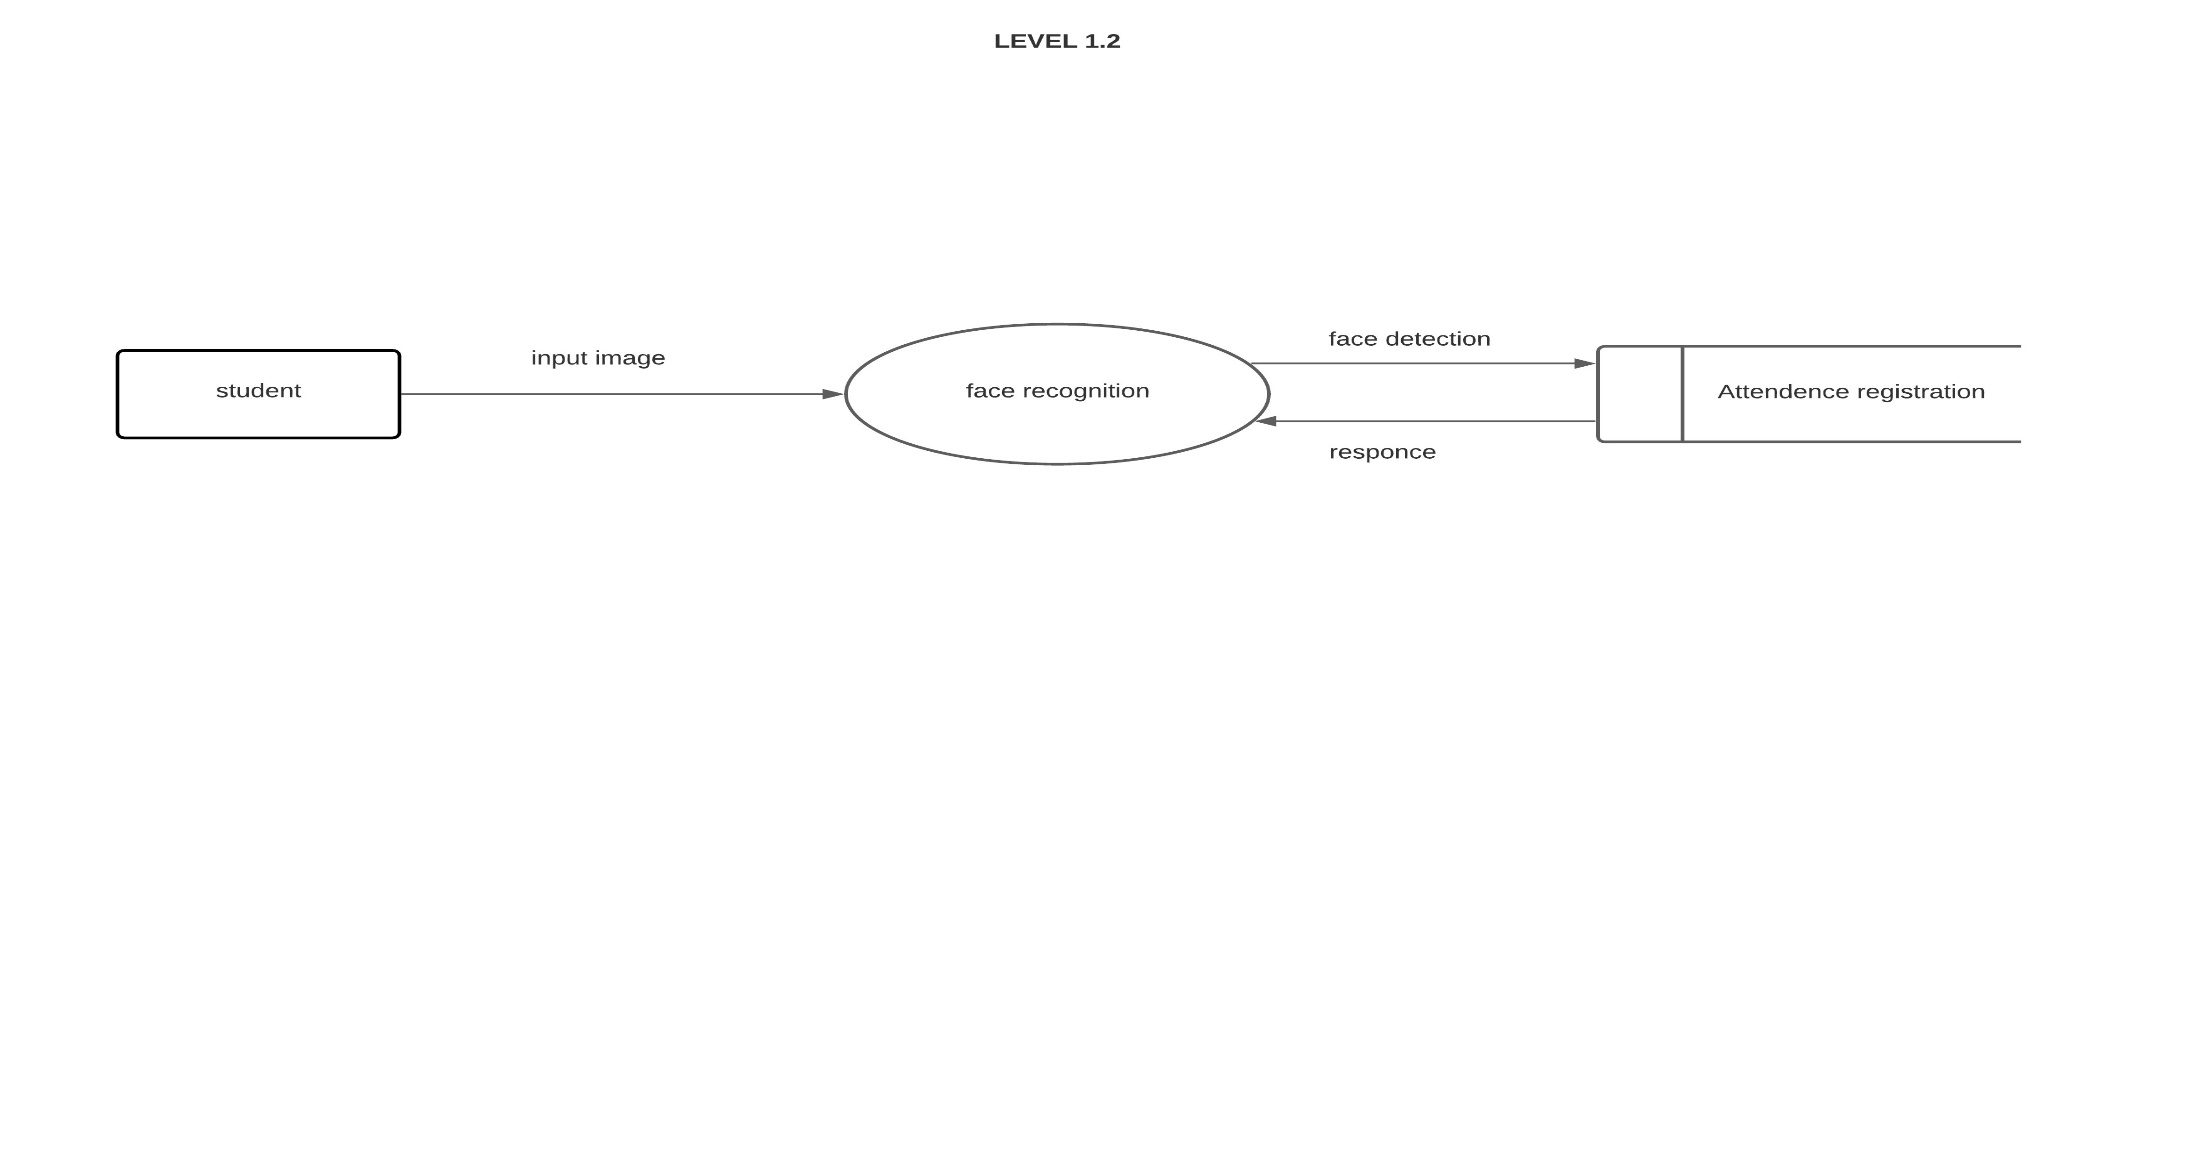 LEVEL 1.2
student
input image
face recognition
face detection
responce
Attendence registration